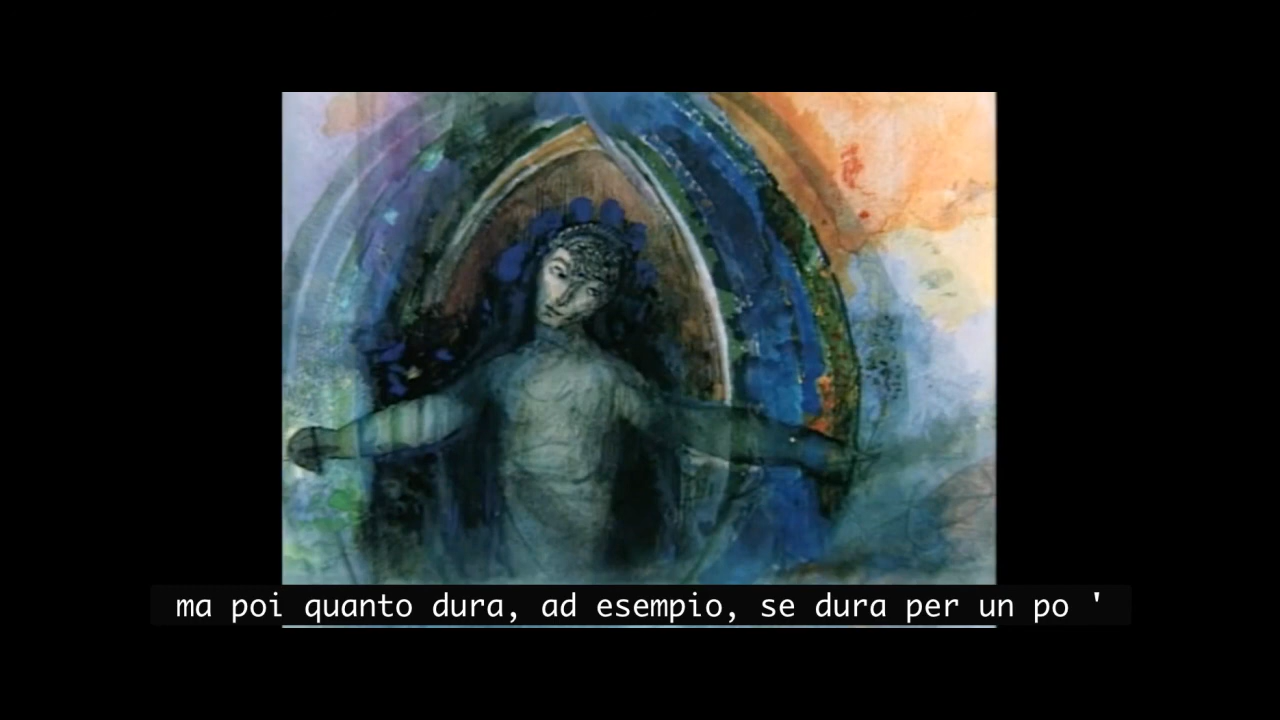 ma poi quanto dura, ad esempio, se dura per un po '